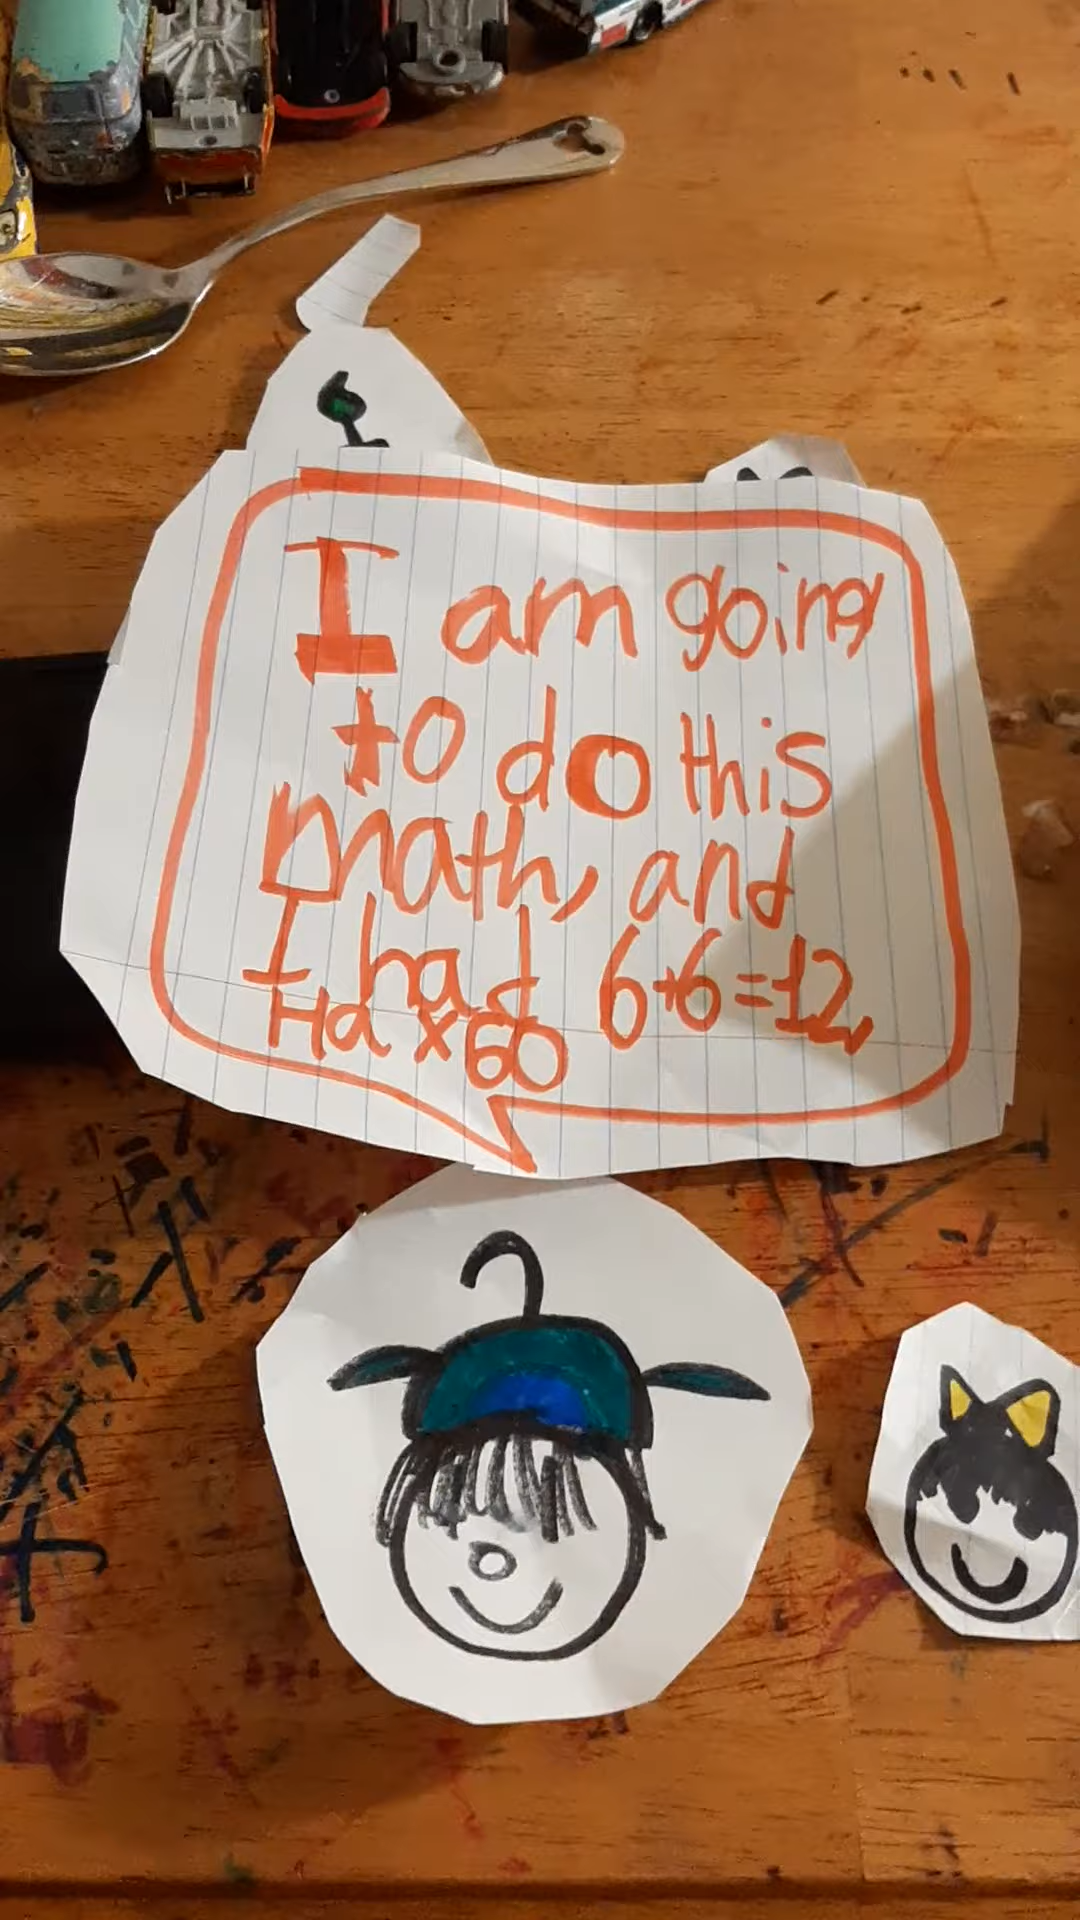 I am going
to do this
math, and
I had 6+6=12,
Ha x60